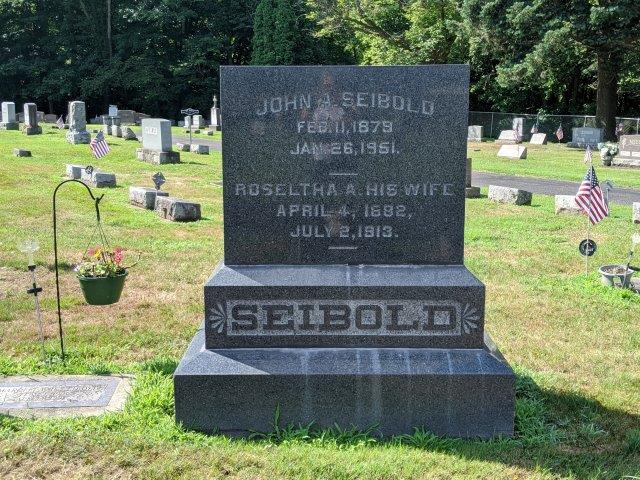 JOHN J. SEIBOLD
FEB. 11, 1879
JAN. 26, 1951.
ROSELTHA A. HIS WIFE
APRIL 4, 1882,
JULY 2, 1913.
SEIBOLD